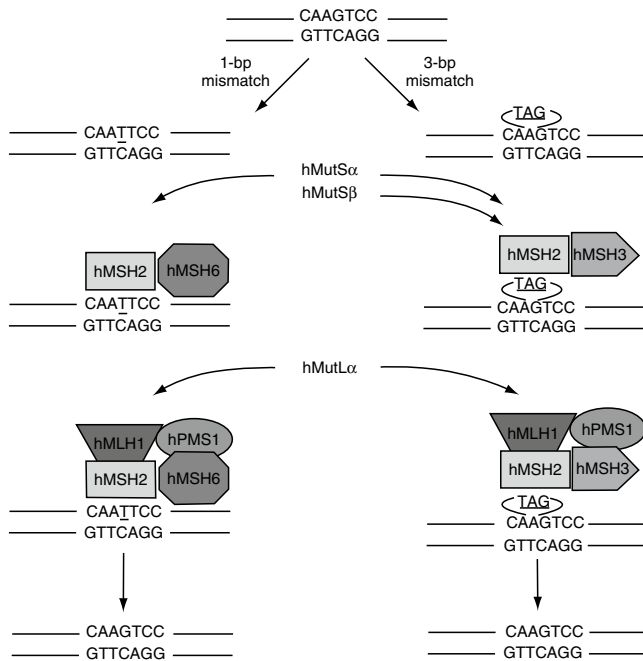 CAAGTCC
GTTCAGG
1-bp
mismatch
3-bp
mismatch
CAATTCC
GTTCAGG
TAG
CAAGTCC
GTTCAGG
hMutSα
hMutSβ
hMSH2
hMSH6
CAATTCC
GTTCAGG
hMSH2
hMSH3
TAG
CAAGTCC
GTTCAGG
hMutLα
hMLH1
hPMS1
hMSH2
hMSH6
CAATTCC
GTTCAGG
hMLH1
hPMS1
hMSH2
hMSH3
TAG
CAAGTCC
GTTCAGG
CAAGTCC
GTTCAGG
CAAGTCC
GTTCAGG